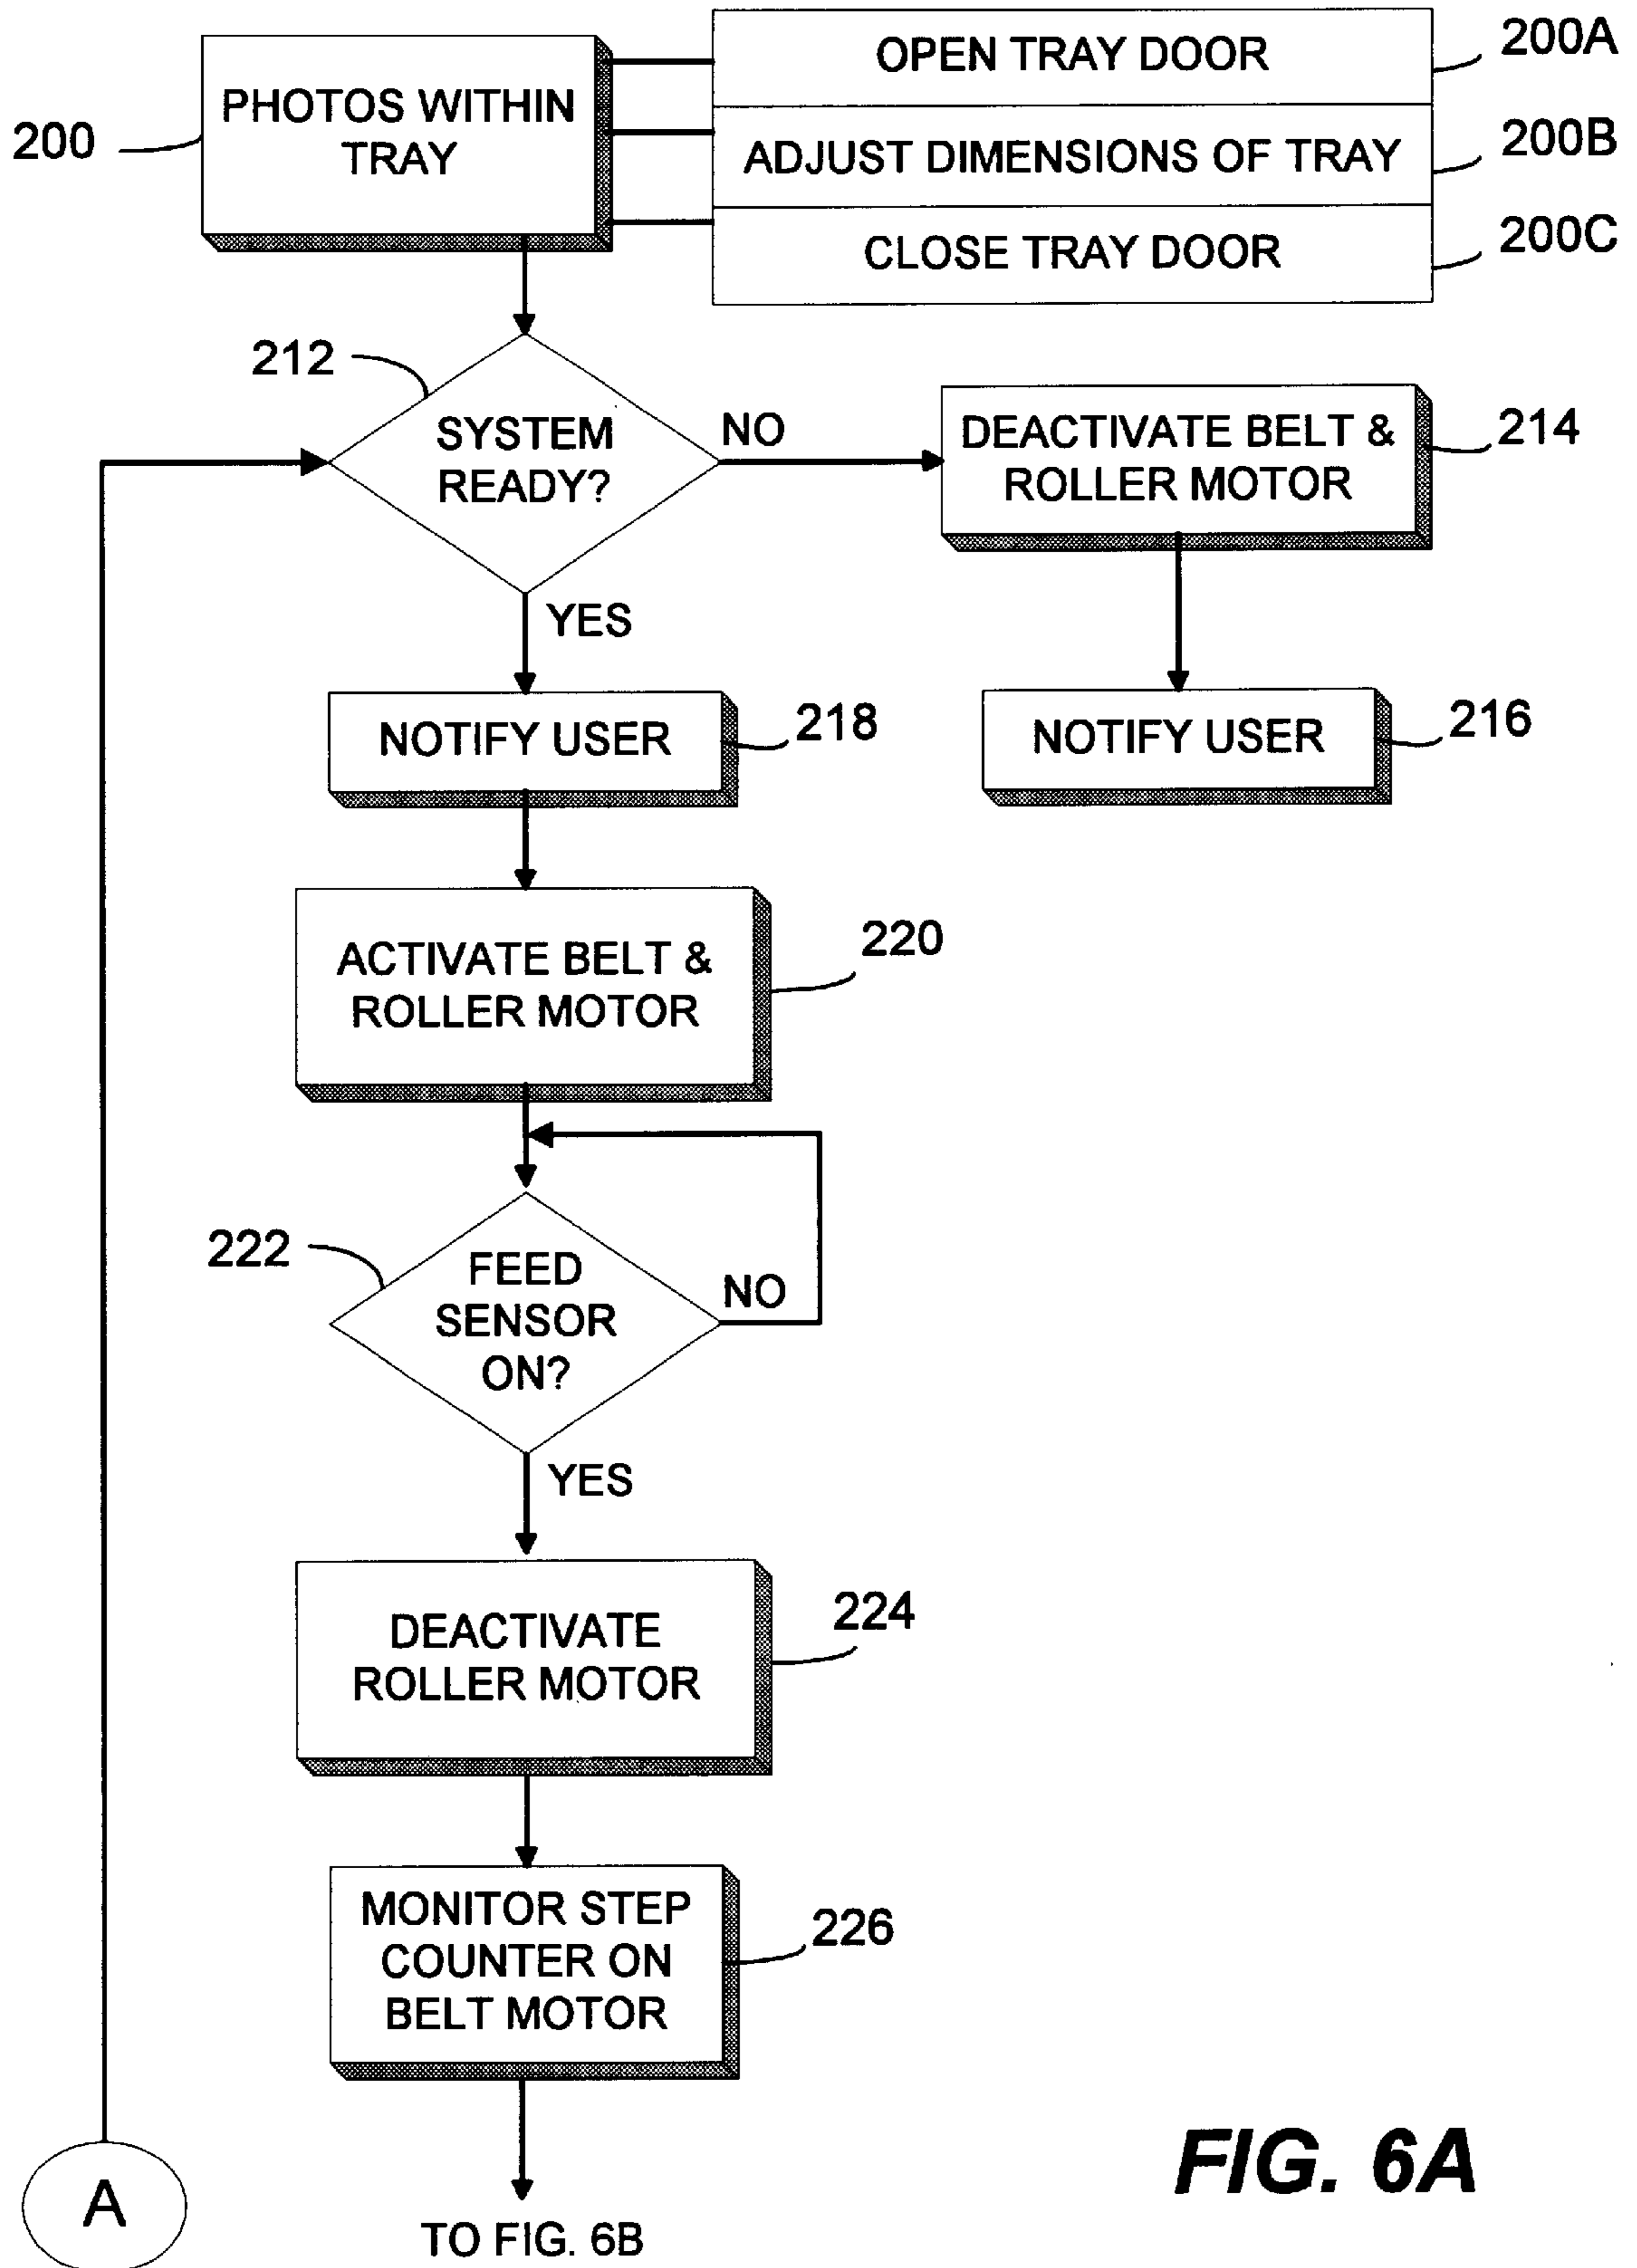 OPEN TRAY DOOR
200A
PHOTOS WITHIN
TRAY
200
ADJUST DIMENSIONS OF TRAY
200B
CLOSE TRAY DOOR
200C
212
SYSTEM
READY?
NO
DEACTIVATE BELT &
ROLLER MOTOR
214
YES
NOTIFY USER
218
NOTIFY USER
216
ACTIVATE BELT &
ROLLER MOTOR
220
222
FEED
SENSOR
ON?
NO
YES
DEACTIVATE
ROLLER MOTOR
224
MONITOR STEP
COUNTER ON
BELT MOTOR
226
A
TO FIG. 6B
FIG. 6A